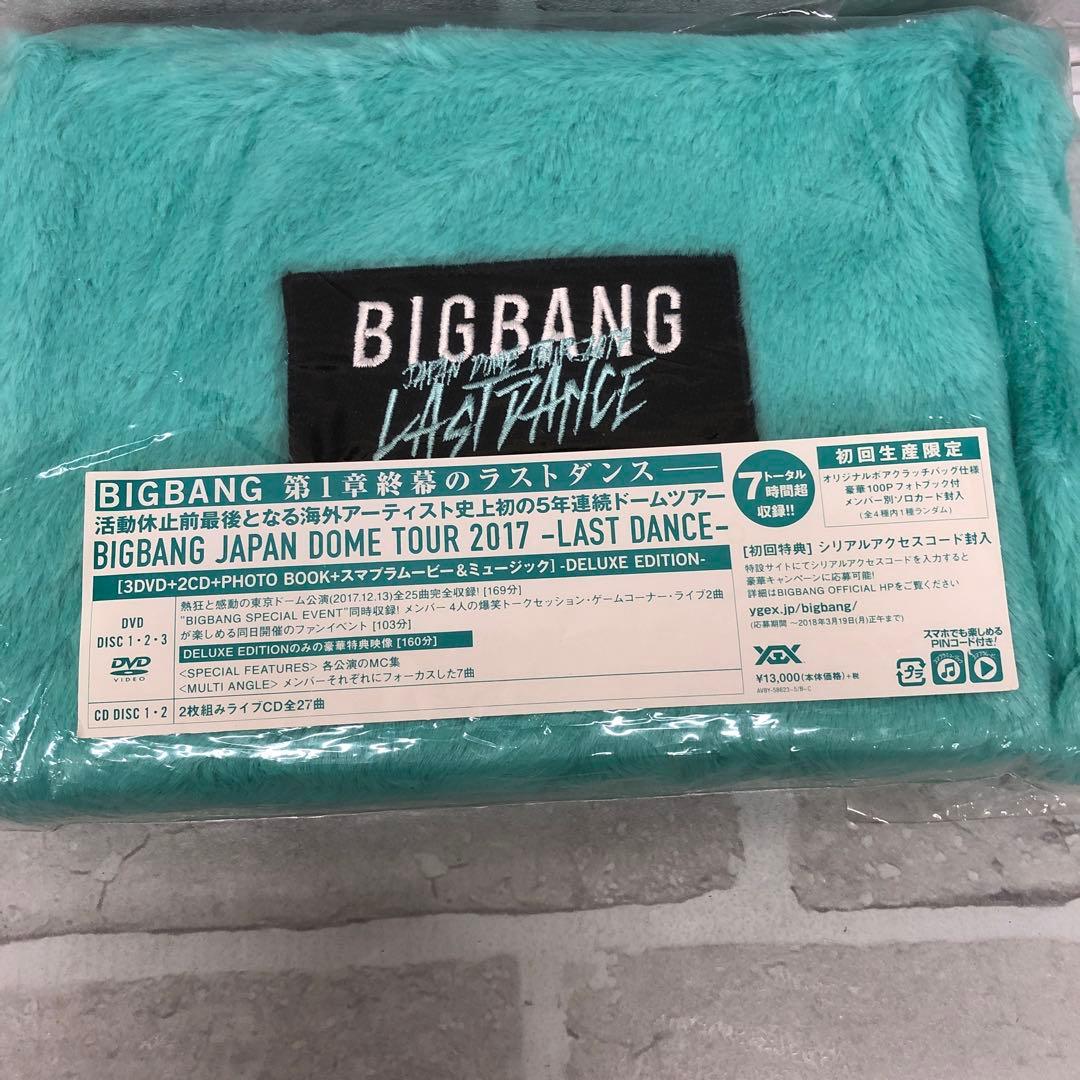 BIGBANG
JAPAN DOME TOUR 2017
LAST DANCE
BIGBANG 第1章終幕のラストダンス――
活動休止前最後となる海外アーティスト史上初の5年連続ドームツアー
BIGBANG JAPAN DOME TOUR 2017 -LAST DANCE-
[3DVD+2CD+PHOTO BOOK+スマプラムービー&ミュージック] -DELUXE EDITION-
DVD
DISC 1・2・3
DVD
VIDEO
熱狂と感動の東京ドーム公演(2017.12.13)全25曲完全収録! [169分]
"BIGBANG SPECIAL EVENT"同時収録! メンバー4人の爆笑トークセッション・ゲームコーナー・ライブ2曲
が楽しめる同日開催のファンイベント [103分]
DELUXE EDITIONのみの豪華特典映像 [160分]
<SPECIAL FEATURES> 各公演のMC集
<MULTI ANGLE> メンバーそれぞれにフォーカスした7曲
CD DISC 1・2
2枚組みライブCD全27曲
トータル
7時間超
収録!!
初回生産限定
オリジナルボアクラッチバッグ仕様
豪華100Pフォトブック付
メンバー別ソロカード封入
(全4種内1種ランダム)
[初回特典] シリアルアクセスコード封入
特設サイトにてシリアルアクセスコードを入力すると
豪華キャンペーンに応募可能!
詳細はBIGBANG OFFICIAL HPをご覧ください
ygex.jp/bigbang/
(応募期間 ～2018年3月19日(月)正午まで)
YGEX
¥13,000(本体価格)+税
AVBY-58623~5/B~C
スマホでも楽しめる
PINコード付き!
プラ